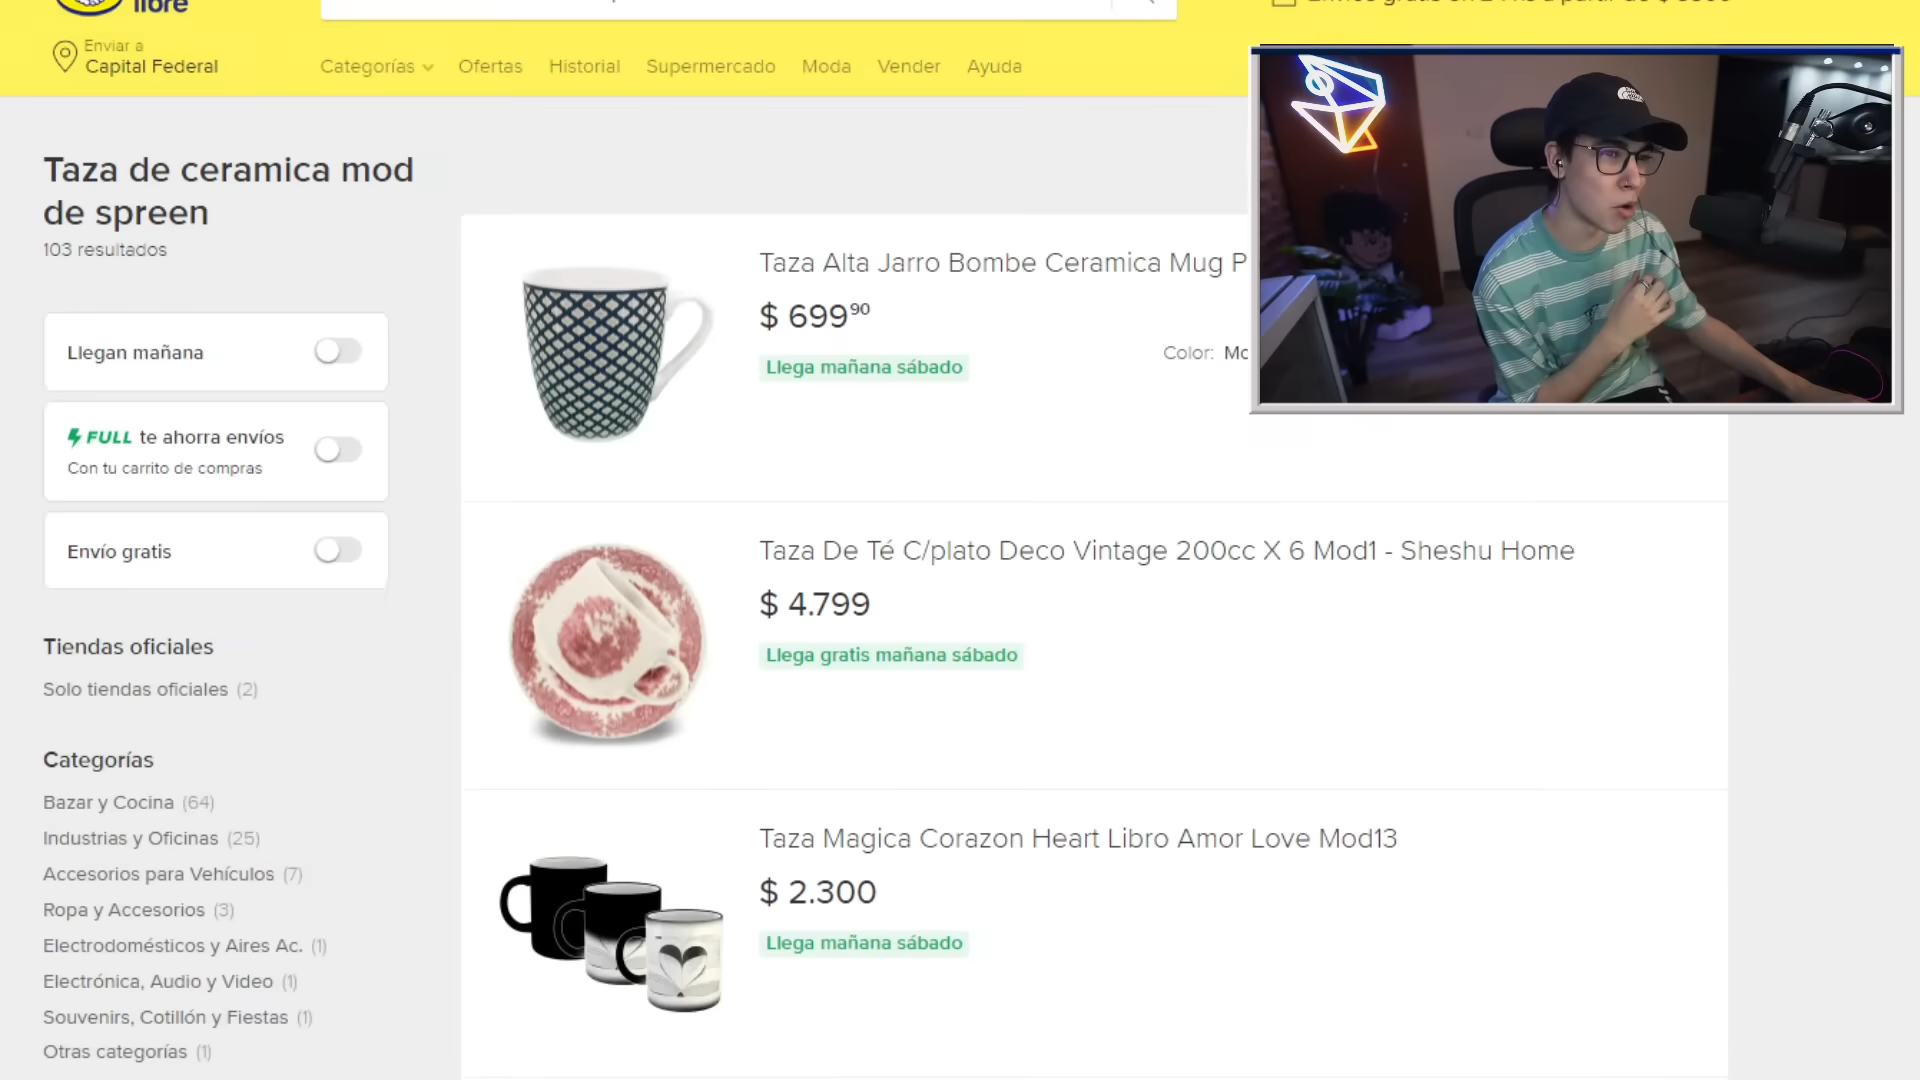 libre
Enviar a
Capital Federal
Categorías
Ofertas
Historial
Supermercado
Moda
Vender
Ayuda
Taza de ceramica mod
de spreen
103 resultados
Llegan mañana
FULL te ahorra envíos
Con tu carrito de compras
Envío gratis
Tiendas oficiales
Solo tiendas oficiales (2)
Categorías
Bazar y Cocina (64)
Industrias y Oficinas (25)
Accesorios para Vehículos (7)
Ropa y Accesorios (3)
Electrodomésticos y Aires Ac. (1)
Electrónica, Audio y Video (1)
Souvenirs, Cotillón y Fiestas (1)
Otras categorías (1)
Taza Alta Jarro Bombe Ceramica Mug P
$ 699⁹⁰
Llega mañana sábado
Color: Mo
Taza De Té C/plato Deco Vintage 200cc X 6 Mod1 - Sheshu Home
$ 4.799
Llega gratis mañana sábado
Taza Magica Corazon Heart Libro Amor Love Mod13
$ 2.300
Llega mañana sábado